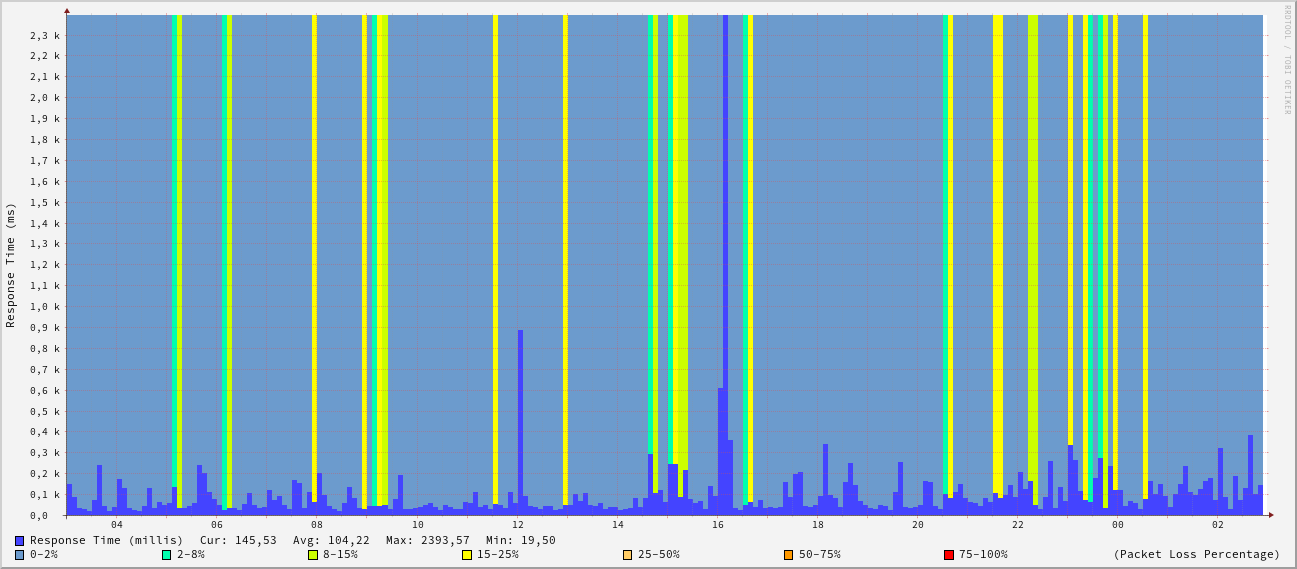 RRDTOOL / TOBI OETIKER
Response Time (ms)
2,3 k
2,2 k
2,1 k
2,0 k
1,9 k
1,8 k
1,7 k
1,6 k
1,5 k
1,4 k
1,3 k
1,2 k
1,1 k
1,0 k
0,9 k
0,8 k
0,7 k
0,6 k
0,5 k
0,4 k
0,3 k
0,2 k
0,1 k
0,0
04 06 08 10 12 14 16 18 20 22 00 02
Response Time (millis) Cur: 145,53 Avg: 104,22 Max: 2393,57 Min: 19,50
0-2% 2-8% 8-15% 15-25% 25-50% 50-75% 75-100% (Packet Loss Percentage)